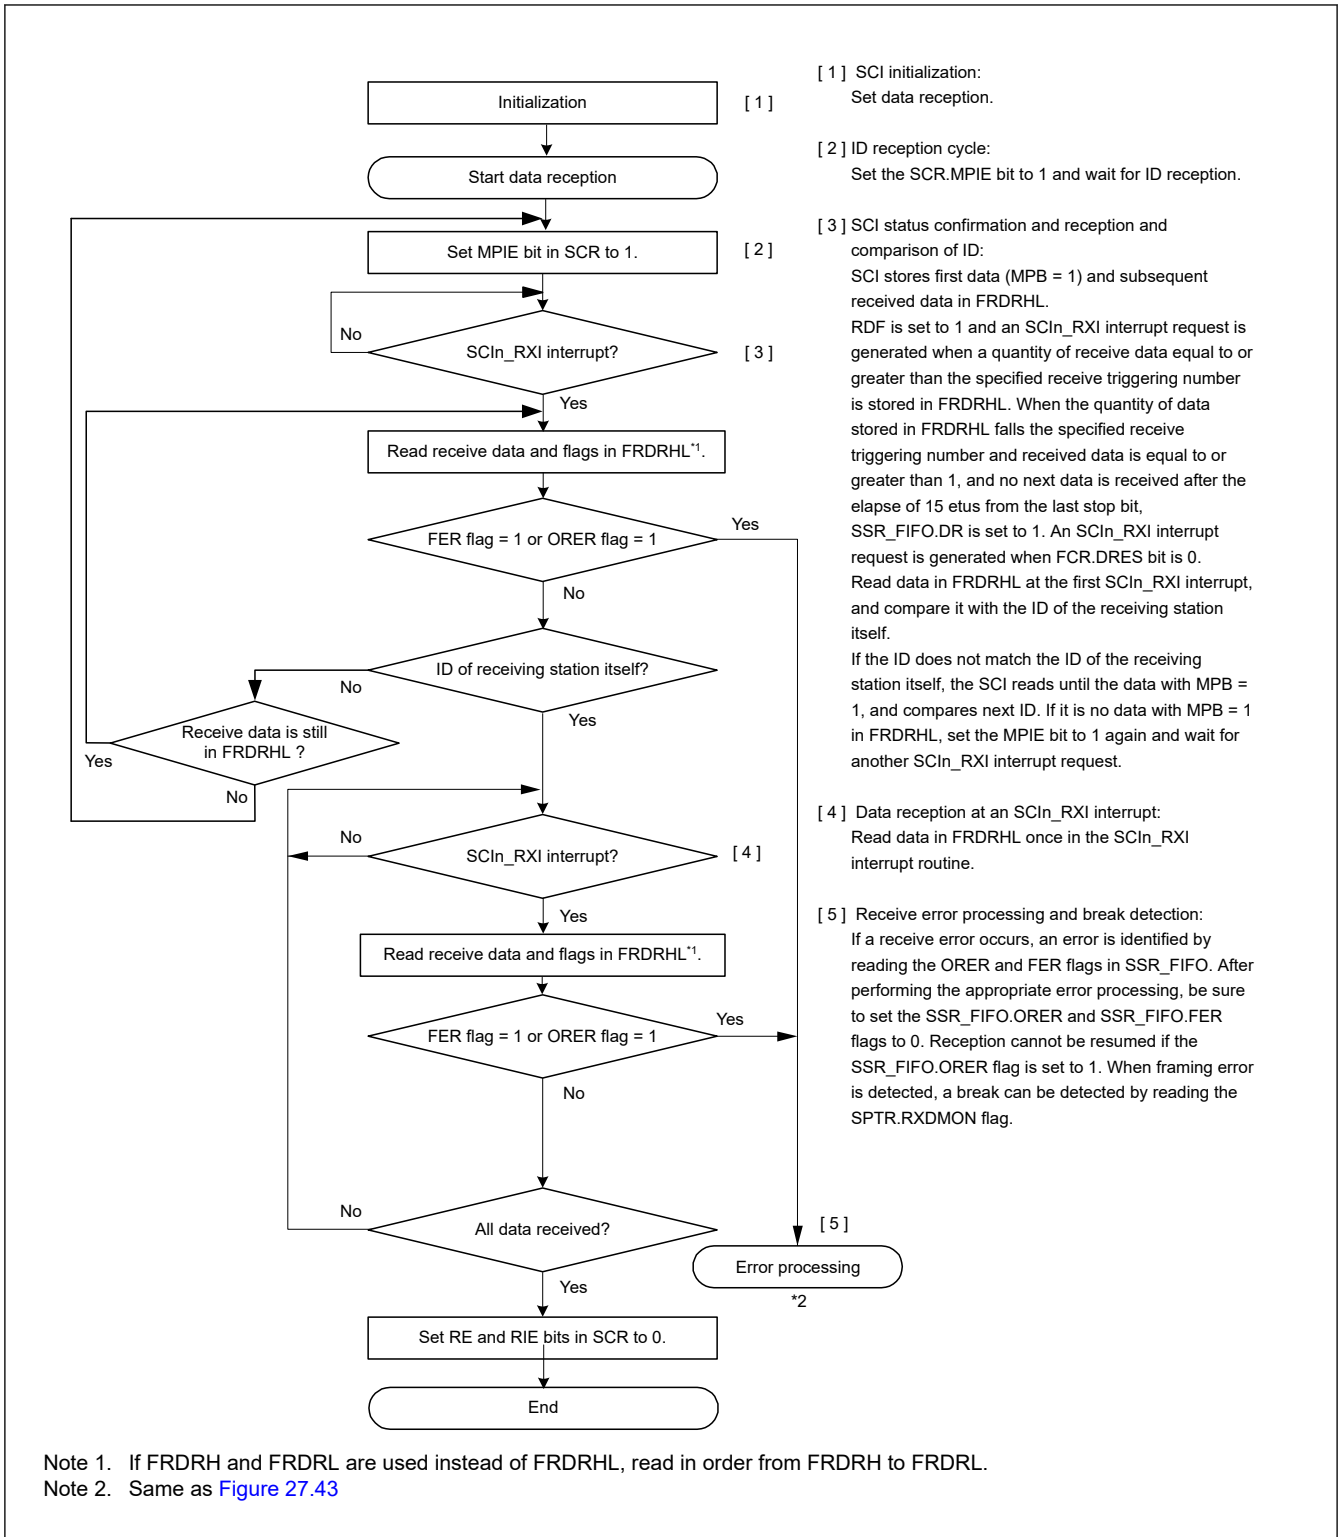 Initialization
[ 1 ]
Start data reception
Set MPIE bit in SCR to 1.
[ 2 ]
No
SCIn_RXI interrupt?
[ 3 ]
Yes
Read receive data and flags in FRDRHL*1.
FER flag = 1 or ORER flag = 1
Yes
No
ID of receiving station itself?
No
Yes
Receive data is still
in FRDRHL ?
Yes
No
No
SCIn_RXI interrupt?
[ 4 ]
Yes
Read receive data and flags in FRDRHL*1.
FER flag = 1 or ORER flag = 1
Yes
No
No
All data received?
Yes
[ 5 ]
Error processing
*2
Set RE and RIE bits in SCR to 0.
End
[ 1 ] SCI initialization:
Set data reception.
[ 2 ] ID reception cycle:
Set the SCR.MPIE bit to 1 and wait for ID reception.
[ 3 ] SCI status confirmation and reception and
comparison of ID:
SCI stores first data (MPB = 1) and subsequent
received data in FRDRHL.
RDF is set to 1 and an SCIn_RXI interrupt request is
generated when a quantity of receive data equal to or
greater than the specified receive triggering number
is stored in FRDRHL. When the quantity of data
stored in FRDRHL falls the specified receive
triggering number and received data is equal to or
greater than 1, and no next data is received after the
elapse of 15 etus from the last stop bit,
SSR_FIFO.DR is set to 1. An SCIn_RXI interrupt
request is generated when FCR.DRES bit is 0.
Read data in FRDRHL at the first SCIn_RXI interrupt,
and compare it with the ID of the receiving station
itself.
If the ID does not match the ID of the receiving
station itself, the SCI reads until the data with MPB =
1, and compares next ID. If it is no data with MPB = 1
in FRDRHL, set the MPIE bit to 1 again and wait for
another SCIn_RXI interrupt request.
[ 4 ] Data reception at an SCIn_RXI interrupt:
Read data in FRDRHL once in the SCIn_RXI
interrupt routine.
[ 5 ] Receive error processing and break detection:
If a receive error occurs, an error is identified by
reading the ORER and FER flags in SSR_FIFO. After
performing the appropriate error processing, be sure
to set the SSR_FIFO.ORER and SSR_FIFO.FER
flags to 0. Reception cannot be resumed if the
SSR_FIFO.ORER flag is set to 1. When framing error
is detected, a break can be detected by reading the
SPTR.RXDMON flag.
Note 1. If FRDRH and FRDRL are used instead of FRDRHL, read in order from FRDRH to FRDRL.
Note 2. Same as Figure 27.43